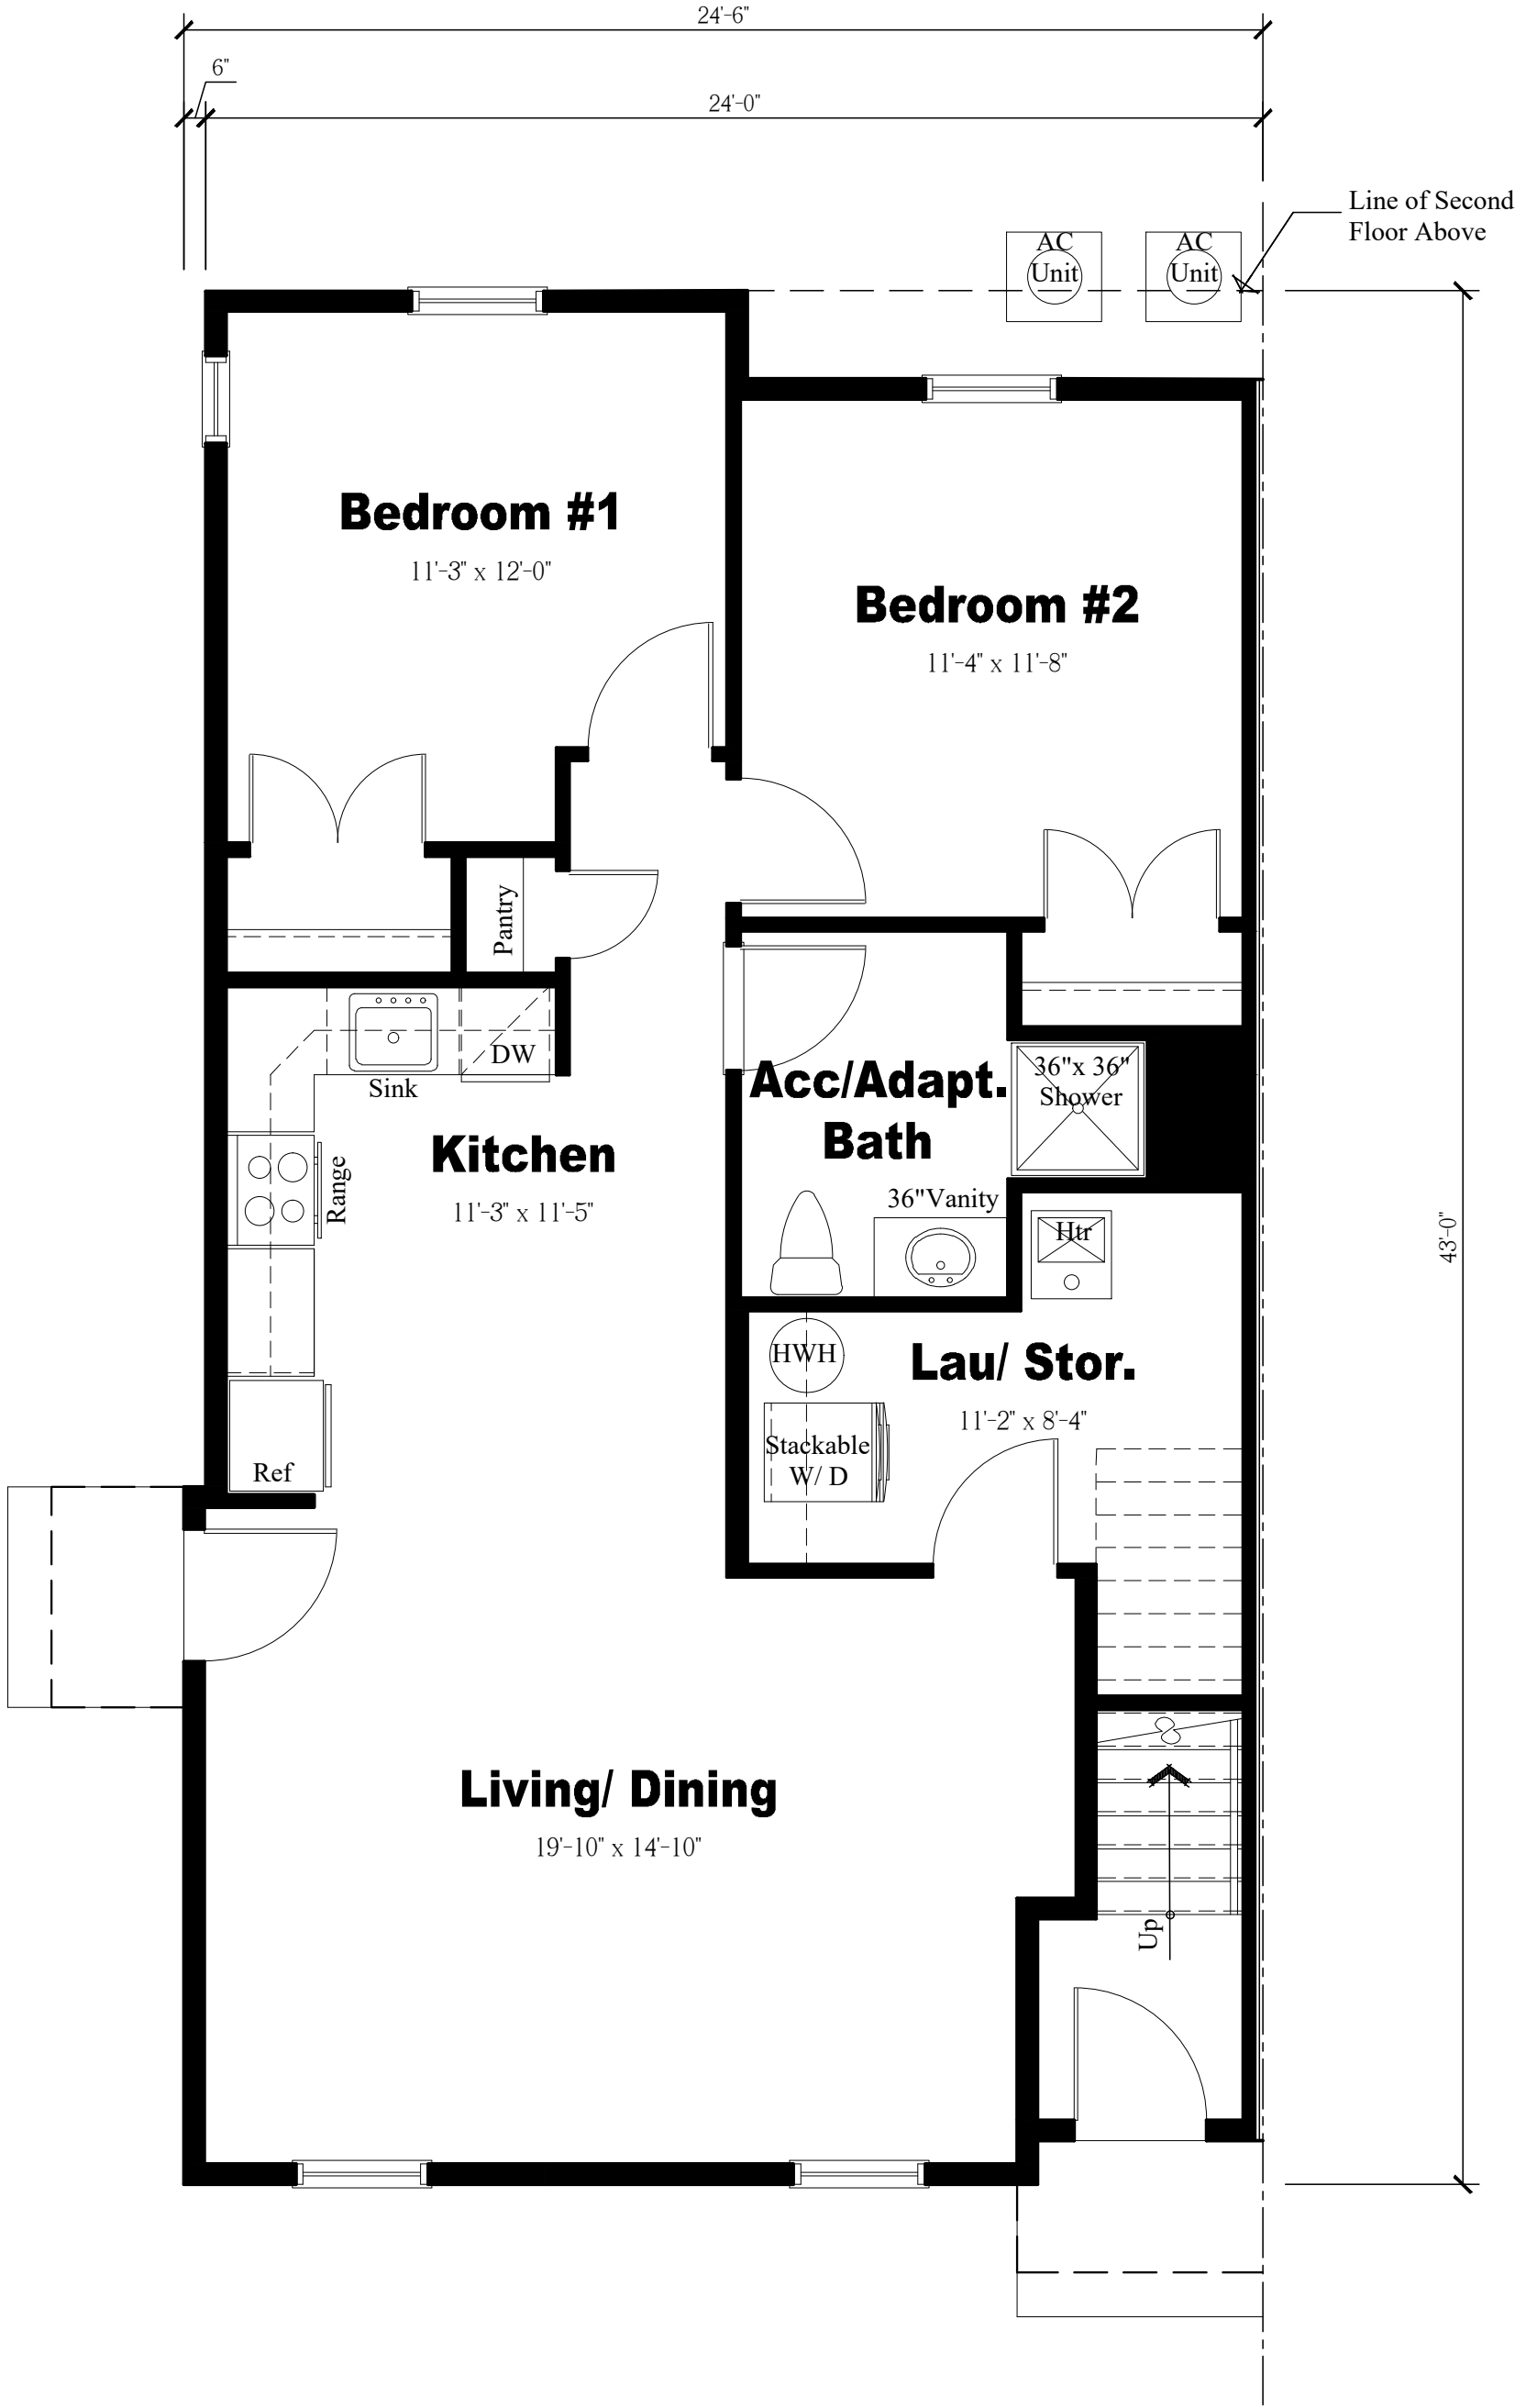 24'-6"
6"
24'-0"
Line of Second
Floor Above
AC
Unit
AC
Unit
Bedroom #1
11'-3" x 12'-0"
Bedroom #2
11'-4" x 11'-8"
Pantry
DW
Sink
36"x 36"
Shower
Acc/Adapt.
Bath
Kitchen
11'-3" x 11'-5"
Range
36"Vanity
Htr
43'-0"
HWH
Lau/ Stor.
11'-2" x 8'-4"
Stackable
W/ D
Ref
Living/ Dining
19'-10" x 14'-10"
Up